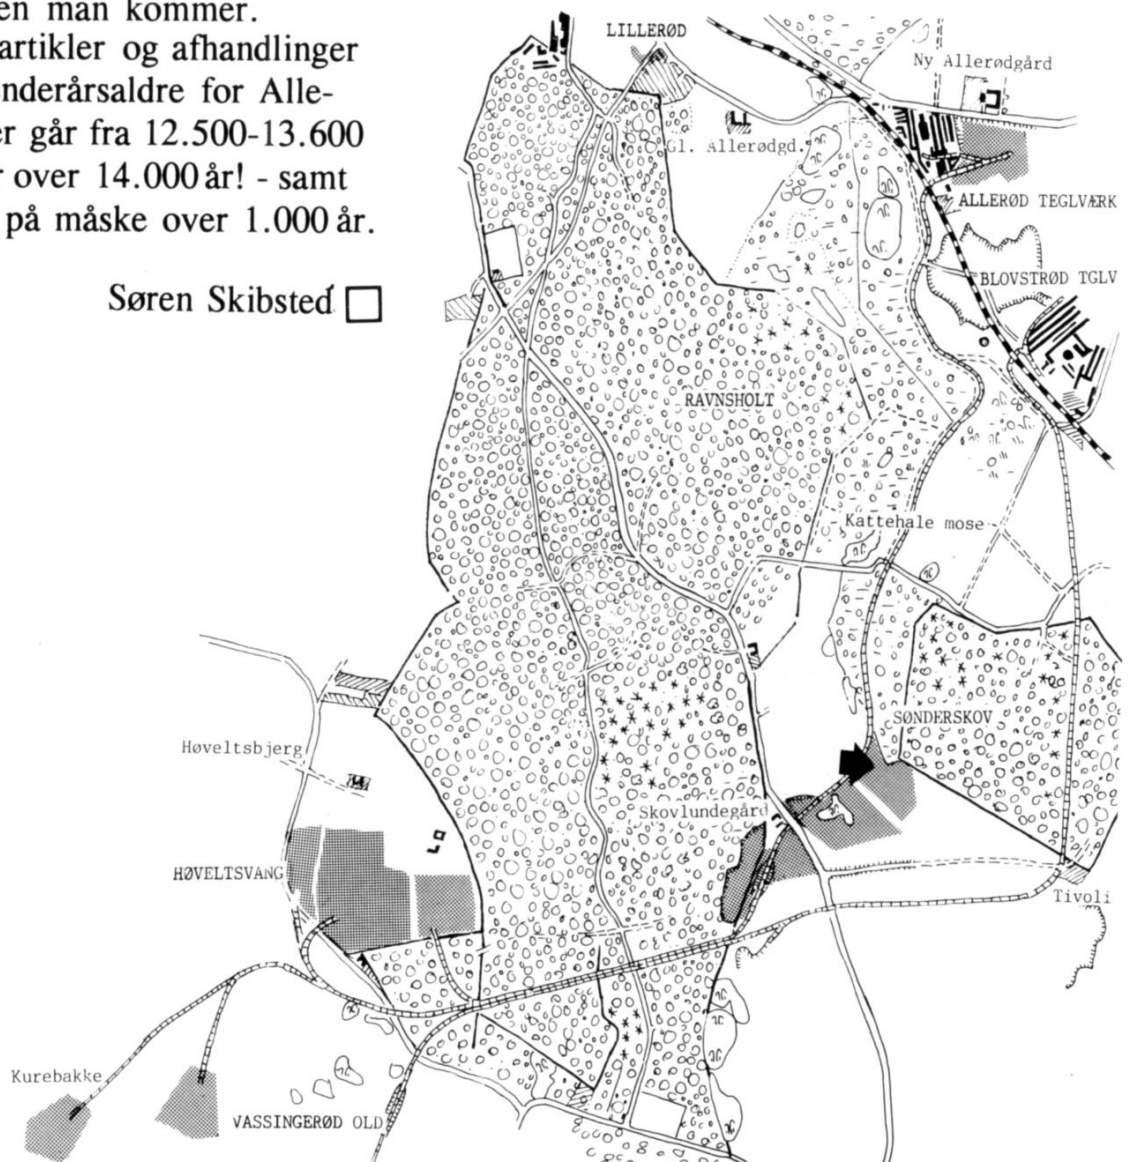 en man kommer.
artikler og afhandlinger
nderårsaldre for Alle-
er går fra 12.500-13.600
r over 14.000 år! - samt
på måske over 1.000 år.
Søren Skibsted
LILLERØD
Ny Allerødgård
Gl. Allerødgd.
ALLERØD TEGLVÆRK
BLOVSTRØD TGLV
RAVNSHOLT
Kattehale mose
SØNDERSKOV
Høveltsbjerg
Skovlundegård
HØVELTSVANG
Tivoli
Kurebakke
VASSINGERØD OLD